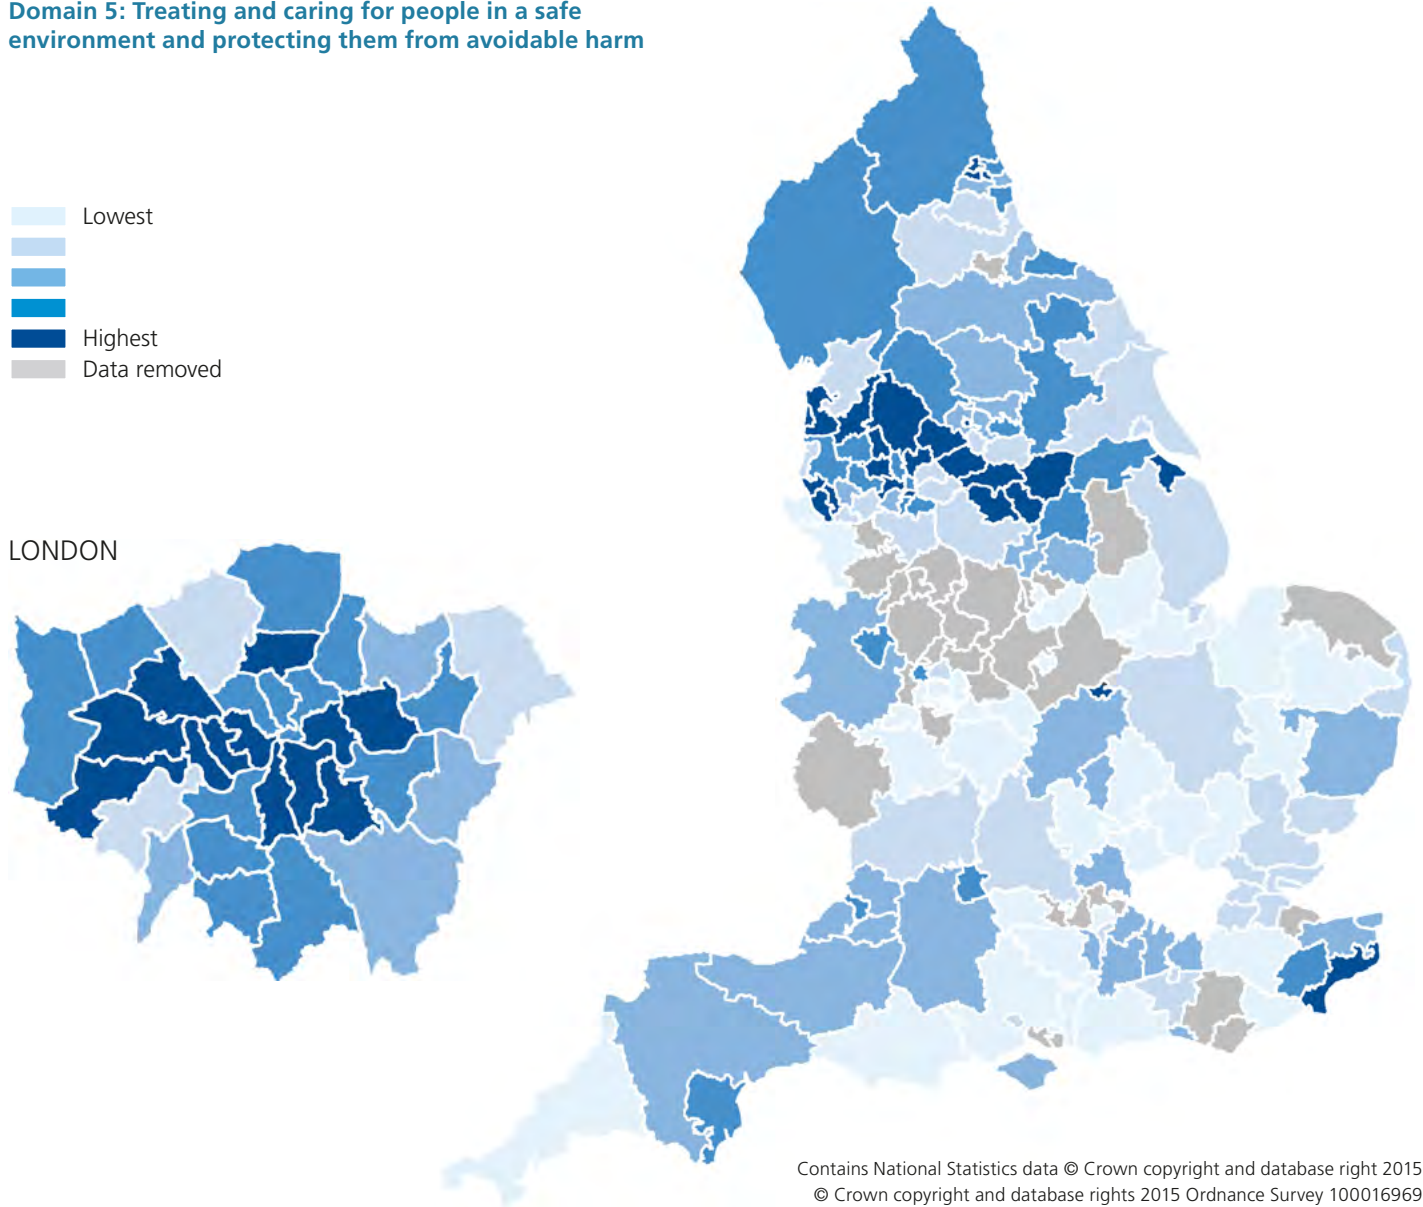 Domain 5: Treating and caring for people in a safe
environment and protecting them from avoidable harm
Lowest
Highest
Data removed
LONDON
Contains National Statistics data © Crown copyright and database right 2015
© Crown copyright and database rights 2015 Ordnance Survey 100016969